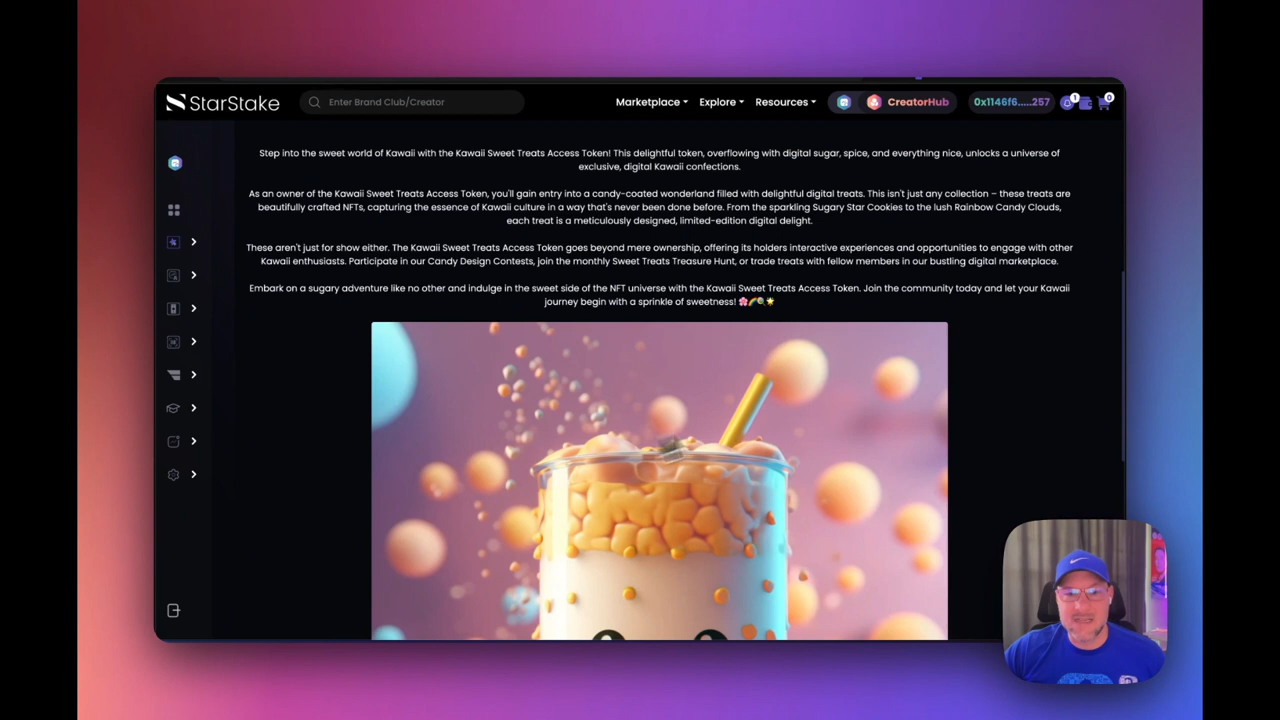 StarStake
Enter Brand Club/Creator
Marketplace
Explore
Resources
CreatorHub
0x1146f6.....257
1
0
Step into the sweet world of Kawaii with the Kawaii Sweet Treats Access Token! This delightful token, overflowing with digital sugar, spice, and everything nice, unlocks a universe of
exclusive, digital Kawaii confections.
As an owner of the Kawaii Sweet Treats Access Token, you'll gain entry into a candy-coated wonderland filled with delightful digital treats. This isn't just any collection – these treats are
beautifully crafted NFTs, capturing the essence of Kawaii culture in a way that's never been done before. From the sparkling Sugary Star Cookies to the lush Rainbow Candy Clouds,
each treat is a meticulously designed, limited-edition digital delight.
These aren't just for show either. The Kawaii Sweet Treats Access Token goes beyond mere ownership, offering its holders interactive experiences and opportunities to engage with other
Kawaii enthusiasts. Participate in our Candy Design Contests, join the monthly Sweet Treats Treasure Hunt, or trade treats with fellow members in our bustling digital marketplace.
Embark on a sugary adventure like no other and indulge in the sweet side of the NFT universe with the Kawaii Sweet Treats Access Token. Join the community today and let your Kawaii
journey begin with a sprinkle of sweetness! 🌸🌈🍭🌟